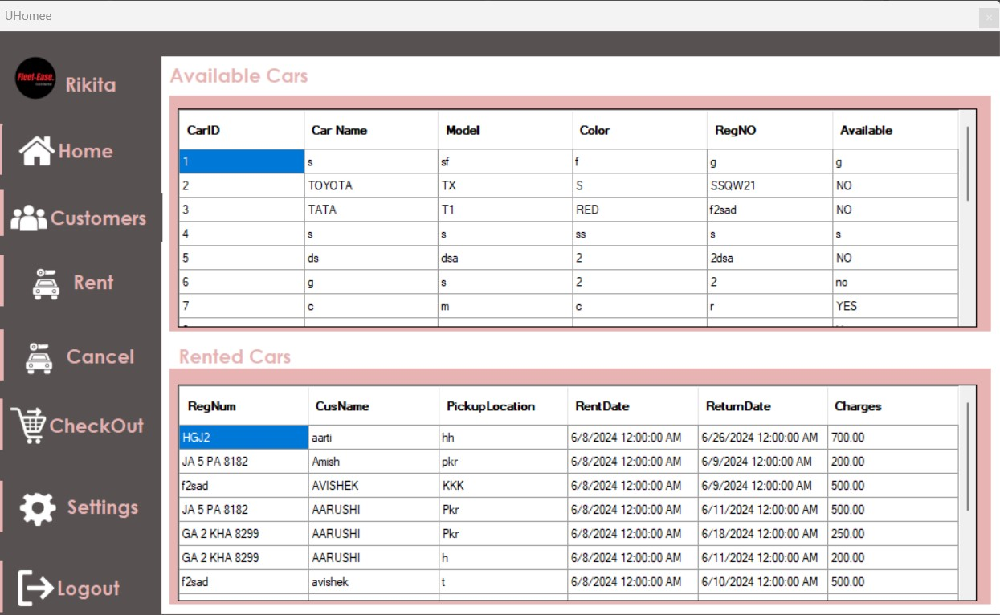 UHomee
Fleet-Ease.
Rikita
Home
Customers
Rent
Cancel
CheckOut
Settings
Logout
Available Cars
CarID Car Name Model Color RegNO Available
1 s sf f g g
2 TOYOTA TX S SSQW21 NO
3 TATA T1 RED f2sad NO
4 s s ss s s
5 ds dsa 2 2dsa NO
6 g s 2 2 no
7 c m c r YES
Rented Cars
RegNum CusName PickupLocation RentDate ReturnDate Charges
HGJ2 aarti hh 6/8/2024 12:00:00 AM 6/26/2024 12:00:00 AM 700.00
JA 5 PA 8182 Amish pkr 6/8/2024 12:00:00 AM 6/9/2024 12:00:00 AM 200.00
f2sad AVISHEK KKK 6/8/2024 12:00:00 AM 6/9/2024 12:00:00 AM 500.00
JA 5 PA 8182 AARUSHI Pkr 6/8/2024 12:00:00 AM 6/11/2024 12:00:00 AM 500.00
GA 2 KHA 8299 AARUSHI Pkr 6/8/2024 12:00:00 AM 6/18/2024 12:00:00 AM 250.00
GA 2 KHA 8299 AARUSHI h 6/8/2024 12:00:00 AM 6/11/2024 12:00:00 AM 200.00
f2sad avishek t 6/8/2024 12:00:00 AM 6/10/2024 12:00:00 AM 500.00